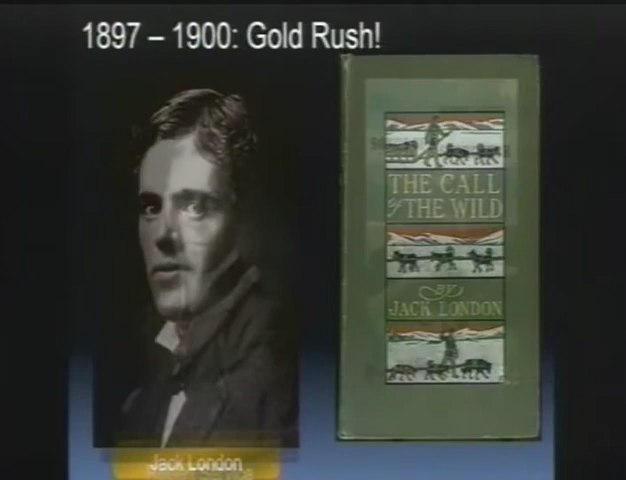 1897 – 1900: Gold Rush!
THE CALL
of THE WILD
BY
JACK LONDON
Jack London